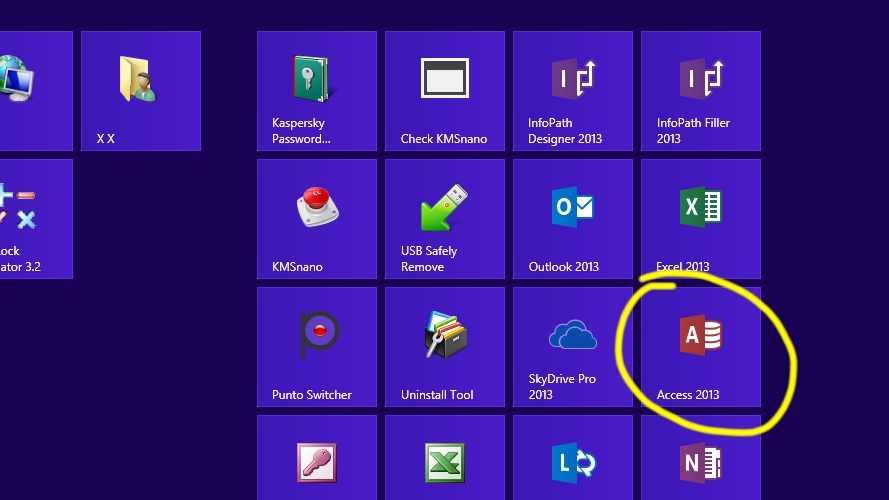 X X
Kaspersky
Password...
Check KMSnano
InfoPath
Designer 2013
InfoPath Filler
2013
ock
ator 3.2
KMSnano
USB Safely
Remove
Outlook 2013
Excel 2013
Punto Switcher
Uninstall Tool
SkyDrive Pro
2013
Access 2013